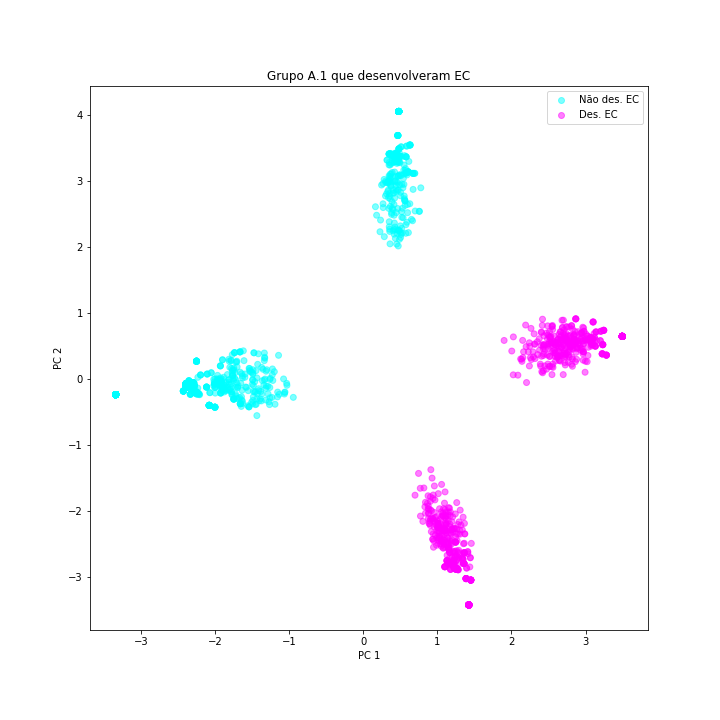 Grupo A.1 que desenvolveram EC
Não des. EC
Des. EC
4
3
2
1
0
−1
−2
−3
PC 2
−3 −2 −1 0 1 2 3
PC 1